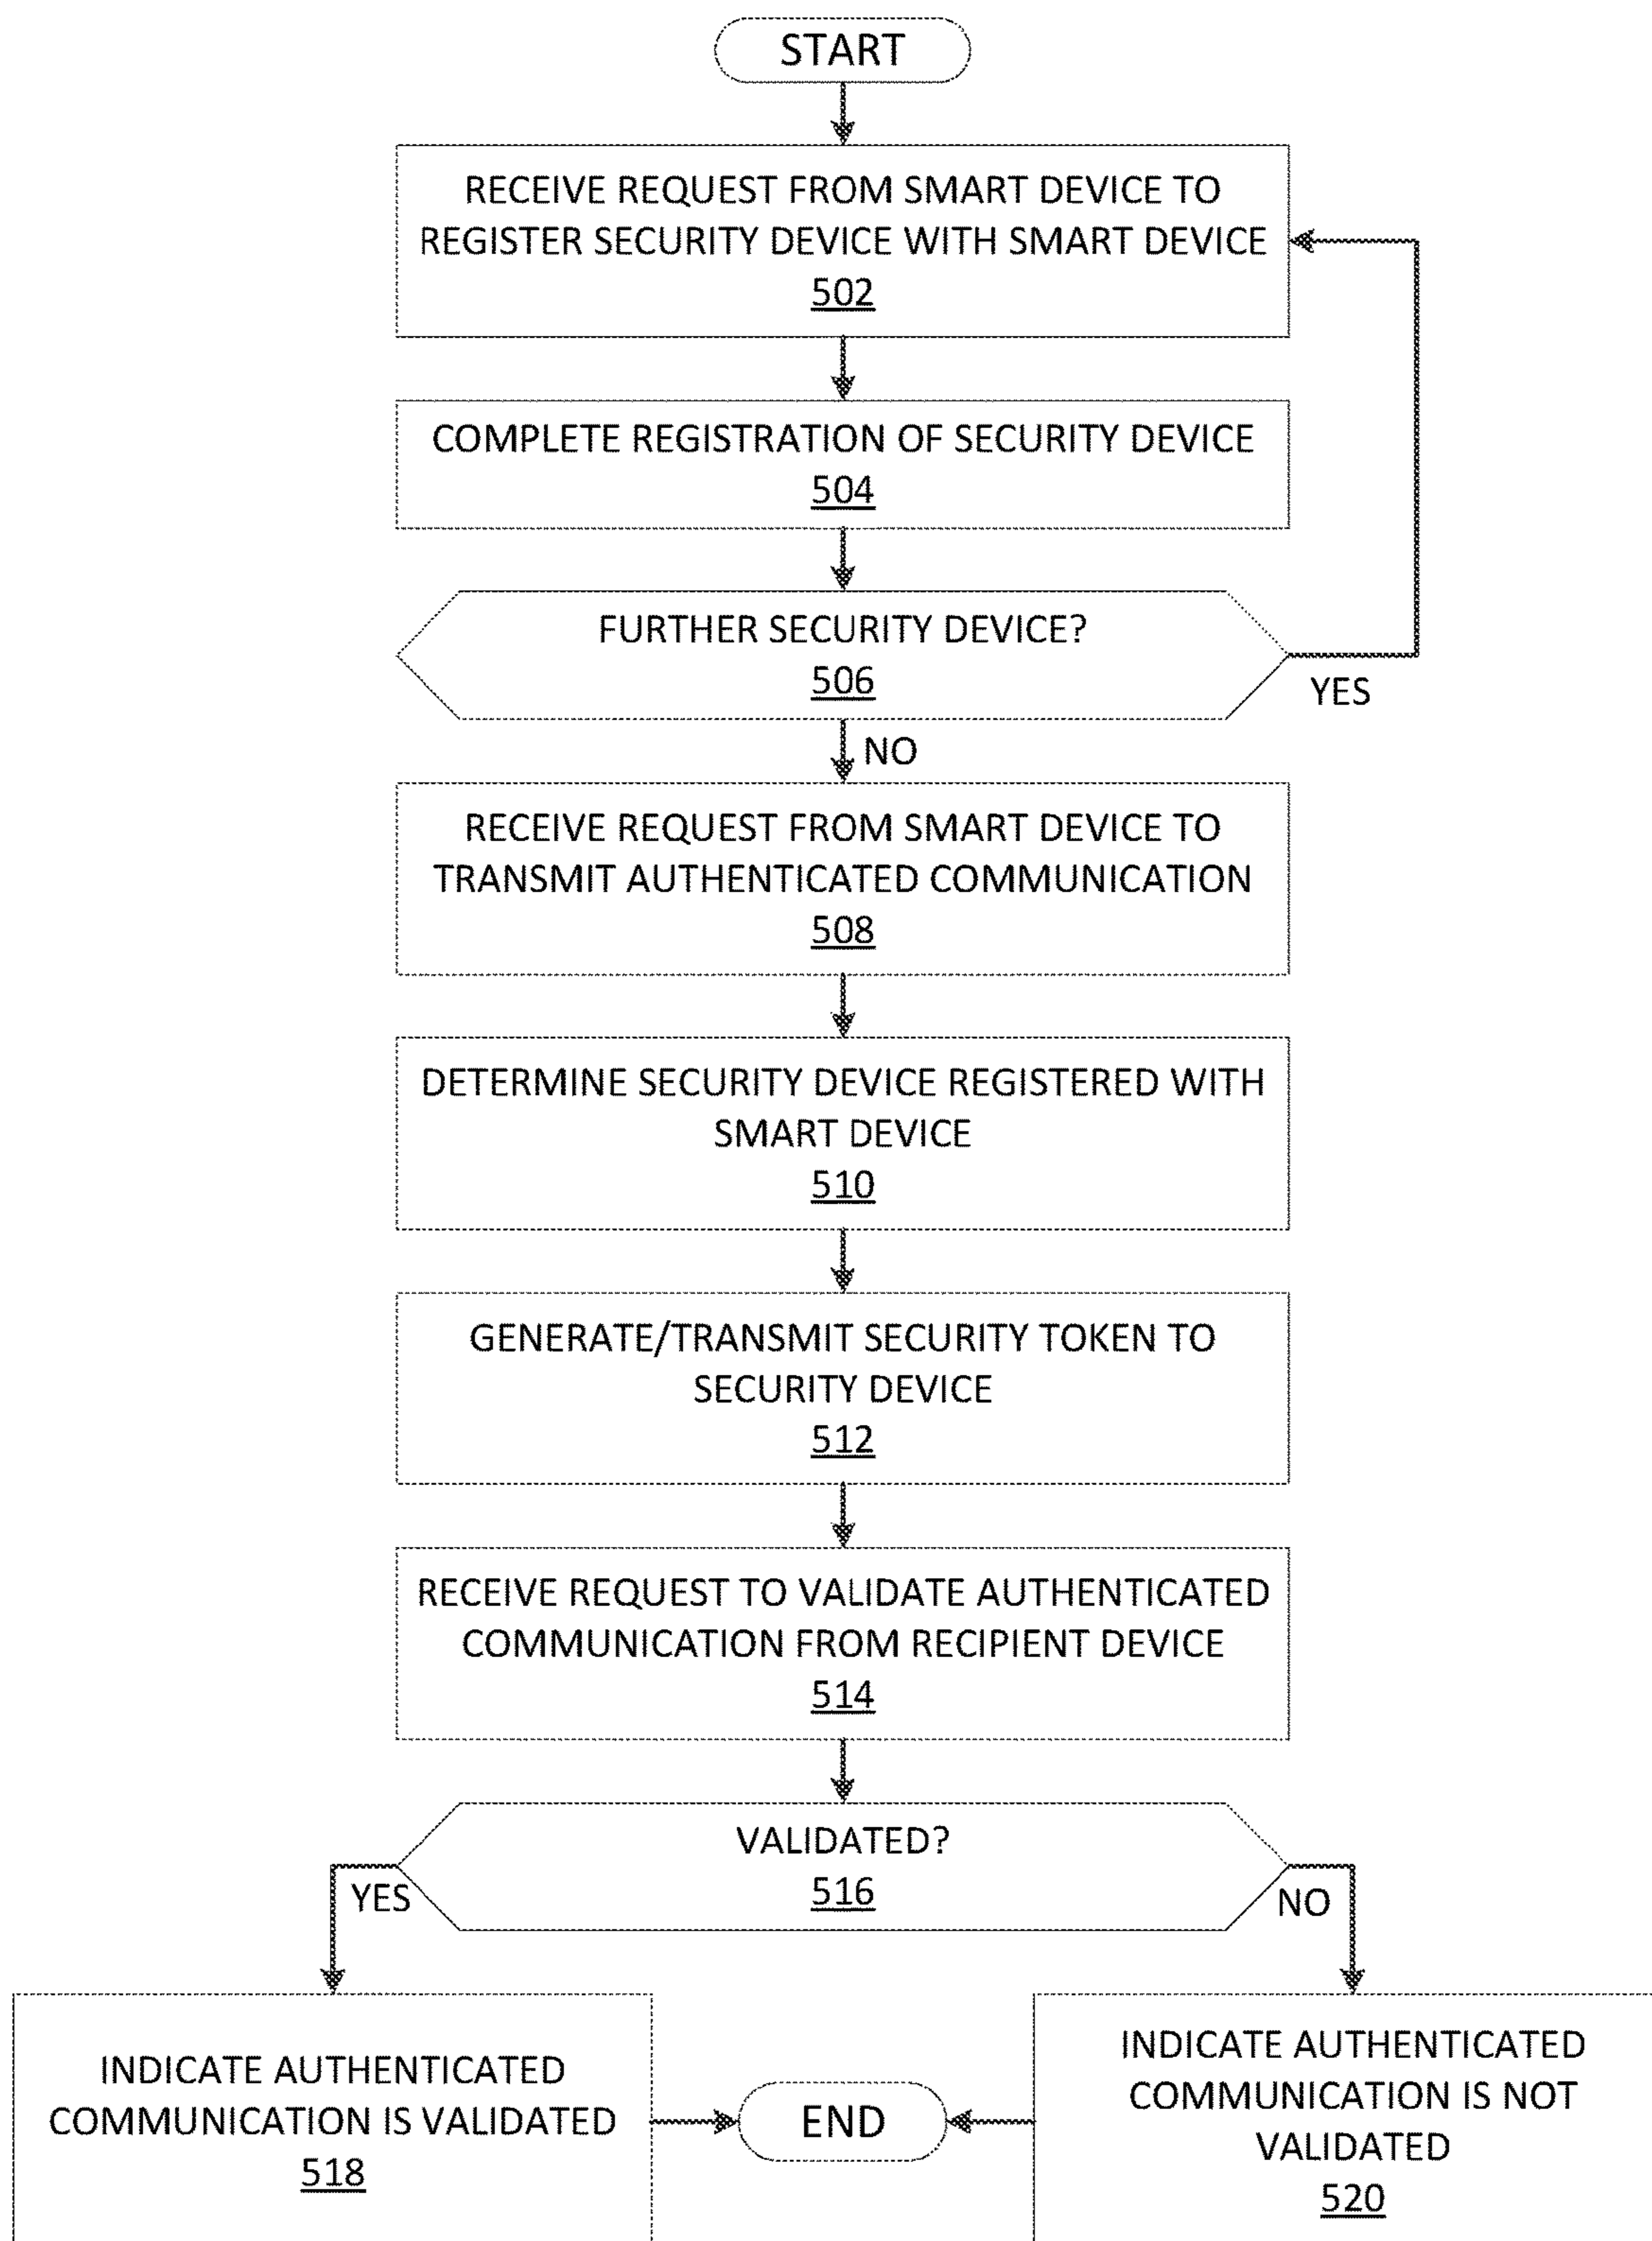 START
RECEIVE REQUEST FROM SMART DEVICE TO
REGISTER SECURITY DEVICE WITH SMART DEVICE
502
COMPLETE REGISTRATION OF SECURITY DEVICE
504
FURTHER SECURITY DEVICE?
506
YES
NO
RECEIVE REQUEST FROM SMART DEVICE TO
TRANSMIT AUTHENTICATED COMMUNICATION
508
DETERMINE SECURITY DEVICE REGISTERED WITH
SMART DEVICE
510
GENERATE/TRANSMIT SECURITY TOKEN TO
SECURITY DEVICE
512
RECEIVE REQUEST TO VALIDATE AUTHENTICATED
COMMUNICATION FROM RECIPIENT DEVICE
514
VALIDATED?
516
YES
NO
INDICATE AUTHENTICATED
COMMUNICATION IS VALIDATED
518
END
INDICATE AUTHENTICATED
COMMUNICATION IS NOT
VALIDATED
520